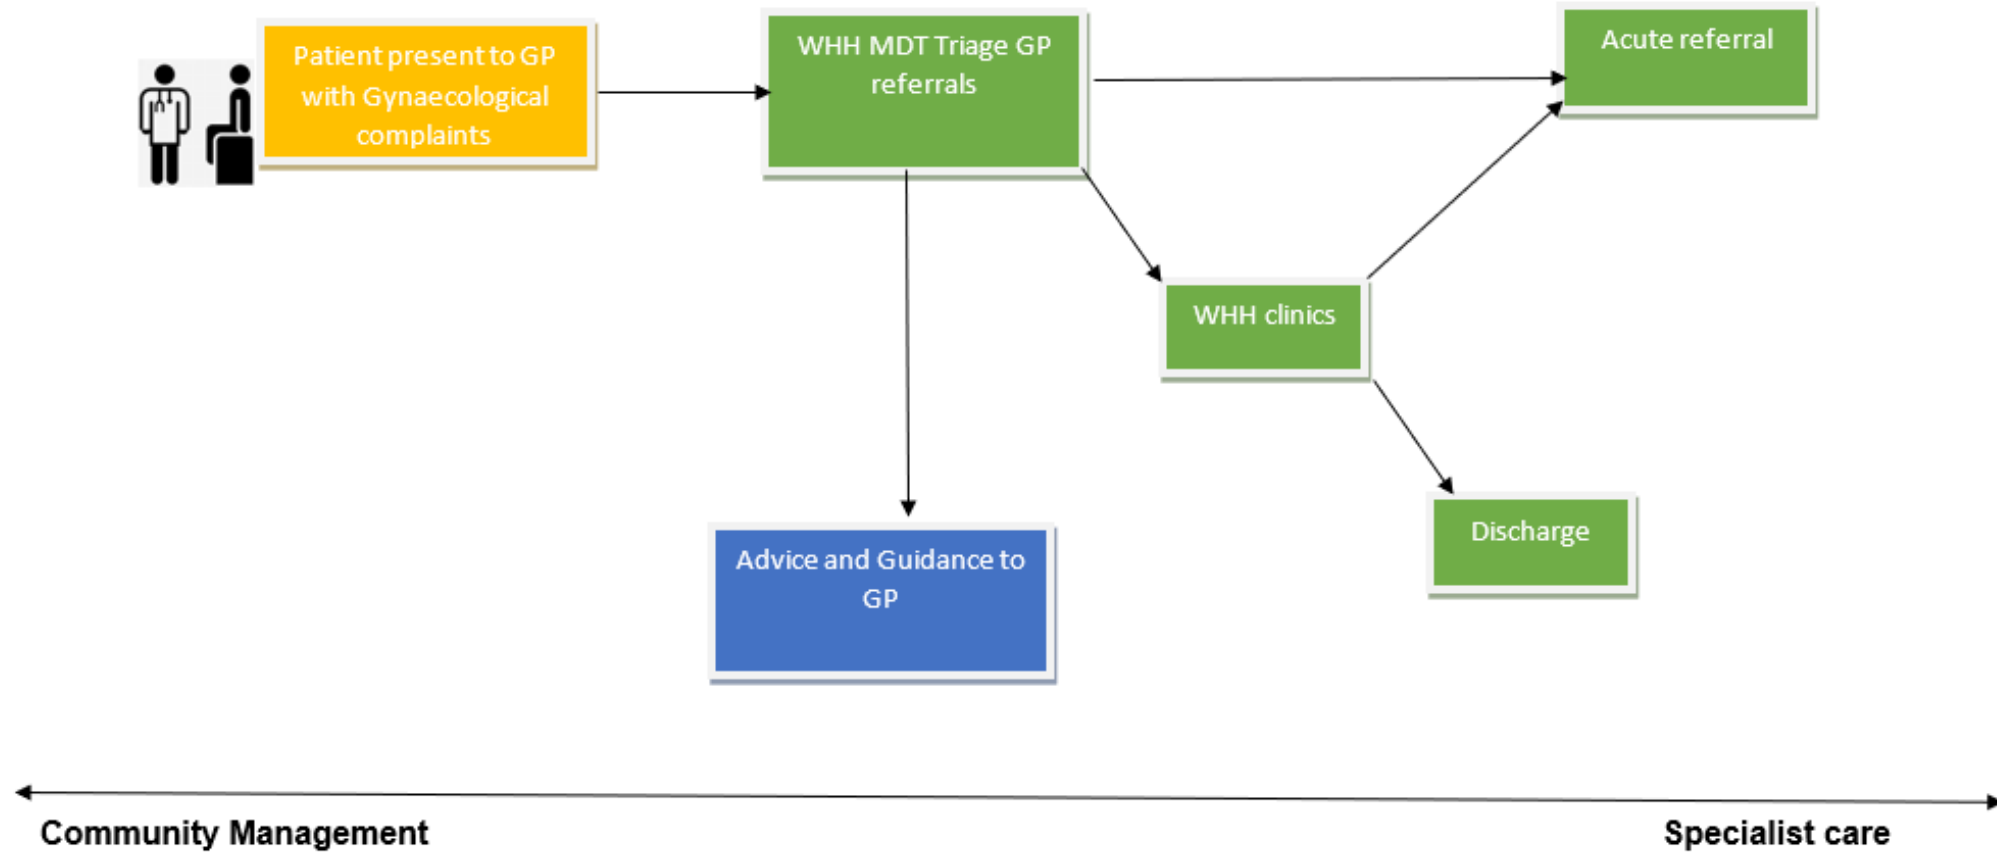 Patient present to GP
with Gynaecological
complaints
WHH MDT Triage GP
referrals
Acute referral
WHH clinics
Discharge
Advice and Guidance to
GP
Community Management
Specialist care